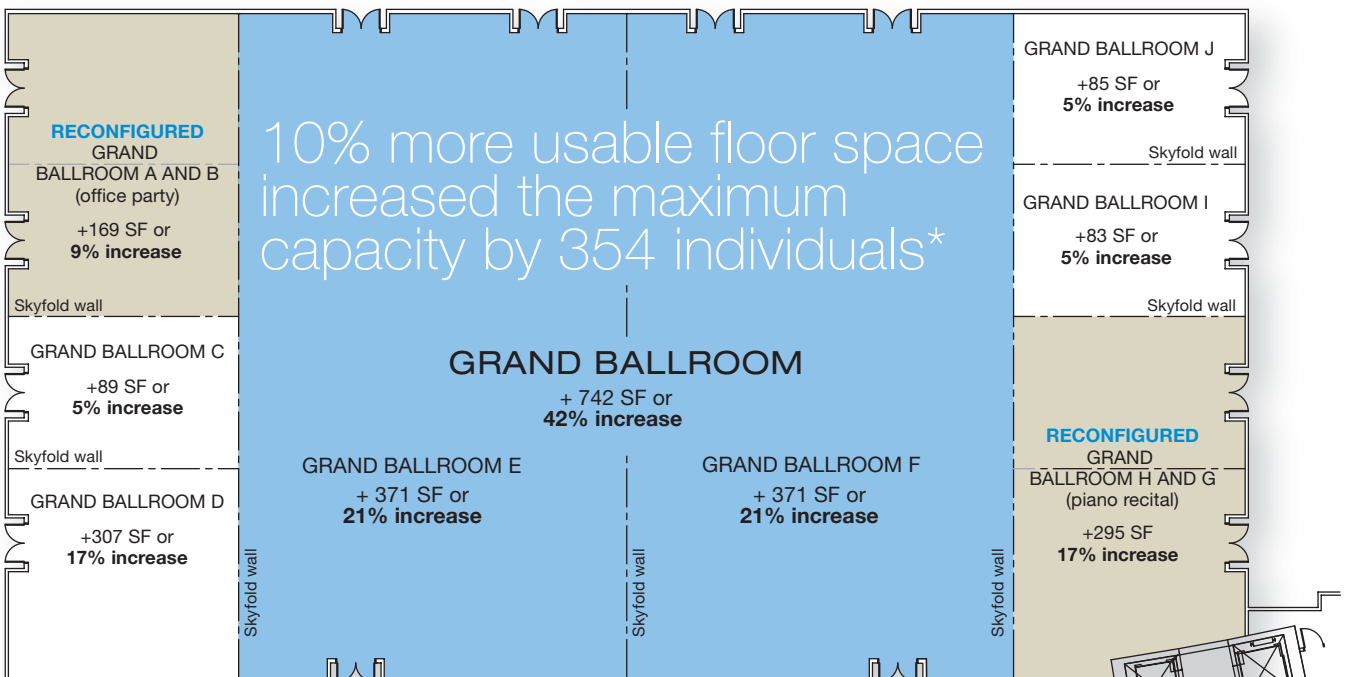 RECONFIGURED
GRAND
BALLROOM A AND B
(office party)
+169 SF or
9% increase
Skyfold wall
GRAND BALLROOM C
+89 SF or
5% increase
Skyfold wall
GRAND BALLROOM D
+307 SF or
17% increase
10% more usable floor space
increased the maximum
capacity by 354 individuals*
GRAND BALLROOM
+ 742 SF or
42% increase
GRAND BALLROOM E
+ 371 SF or
21% increase
Skyfold wall
GRAND BALLROOM F
+ 371 SF or
21% increase
Skyfold wall
Skyfold wall
GRAND BALLROOM J
+85 SF or
5% increase
Skyfold wall
GRAND BALLROOM I
+83 SF or
5% increase
Skyfold wall
RECONFIGURED
GRAND
BALLROOM H AND G
(piano recital)
+295 SF
17% increase